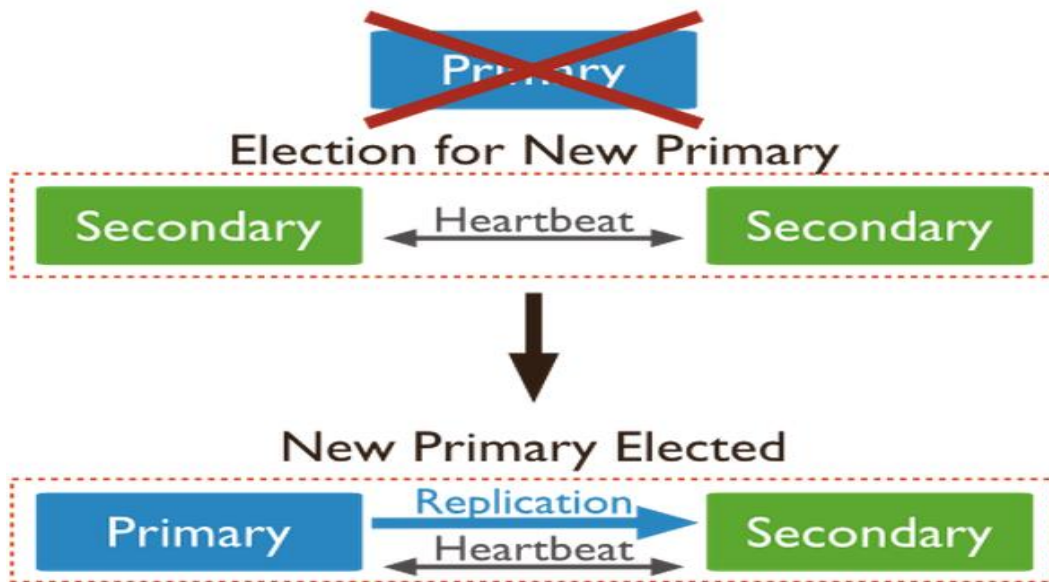 Primary
Election for New Primary
Secondary Heartbeat Secondary
New Primary Elected
Replication
Primary Secondary
Heartbeat